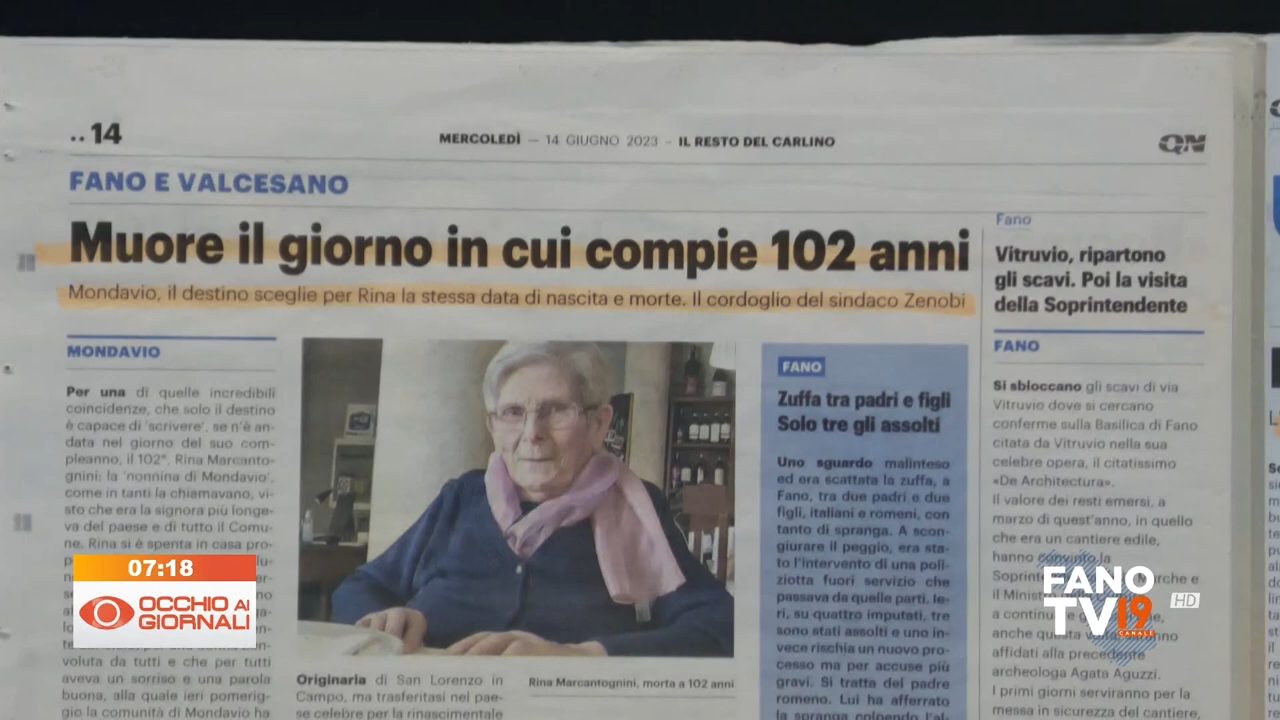 .. 14
MERCOLEDÌ — 14 GIUGNO 2023 – IL RESTO DEL CARLINO
QN
FANO E VALCESANO
Muore il giorno in cui compie 102 anni
Mondavio, il destino sceglie per Rina la stessa data di nascita e morte. Il cordoglio del sindaco Zenobi
MONDAVIO
Per una di quelle incredibili
coincidenze, che solo il destino
è capace di 'scrivere', se n'è an-
data nel giorno del suo com-
pleanno, il 102°, Rina Marcanto-
gnini: la 'nonnina di Mondavio',
come in tanti la chiamavano, vi-
sto che era la signora più longe-
va del paese e di tutto il Comu-
ne. Rina si è spenta in casa pro-
voluta da tutti e che per tutti
aveva un sorriso e una parola
buona, alla quale ieri pomerig-
gio la comunità di Mondavio ha
Originaria di San Lorenzo in
Campo, ma trasferitasi nel pae-
se celebre per la rinascimentale
Rina Marcantognini, morta a 102 anni
FANO
Zuffa tra padri e figli
Solo tre gli assolti
Uno sguardo malinteso
ed era scattata la zuffa, a
Fano, tra due padri e due
figli, italiani e romeni, con
tanto di spranga. A scon-
giurare il peggio, era sta-
to l'intervento di una poli-
ziotta fuori servizio che
passava da quelle parti. Ie-
ri, su quattro imputati, tre
sono stati assolti e uno in-
vece rischia un nuovo pro-
cesso ma per accuse più
gravi. Si tratta del padre
romeno. Lui ha afferrato
la spranga colpendo l'al-
Fano
Vitruvio, ripartono
gli scavi. Poi la visita
della Soprintendente
FANO
Si sbloccano gli scavi di via
Vitruvio dove si cercano
conferme sulla Basilica di Fano
citata da Vitruvio nella sua
celebre opera, il citatissimo
«De Architectura».
Il valore dei resti emersi, a
marzo di quest'anno, in quello
che era un cantiere edile,
hanno convinto la
Soprint
rche e
il Minist
a continu
anche questa volta
affidati alla precedente
archeologa Agata Aguzzi.
I primi giorni serviranno per la
messa in sicurezza del cantiere,
07:18
OCCHIO AI
GIORNALI
FANO
TV19
CANALE
HD